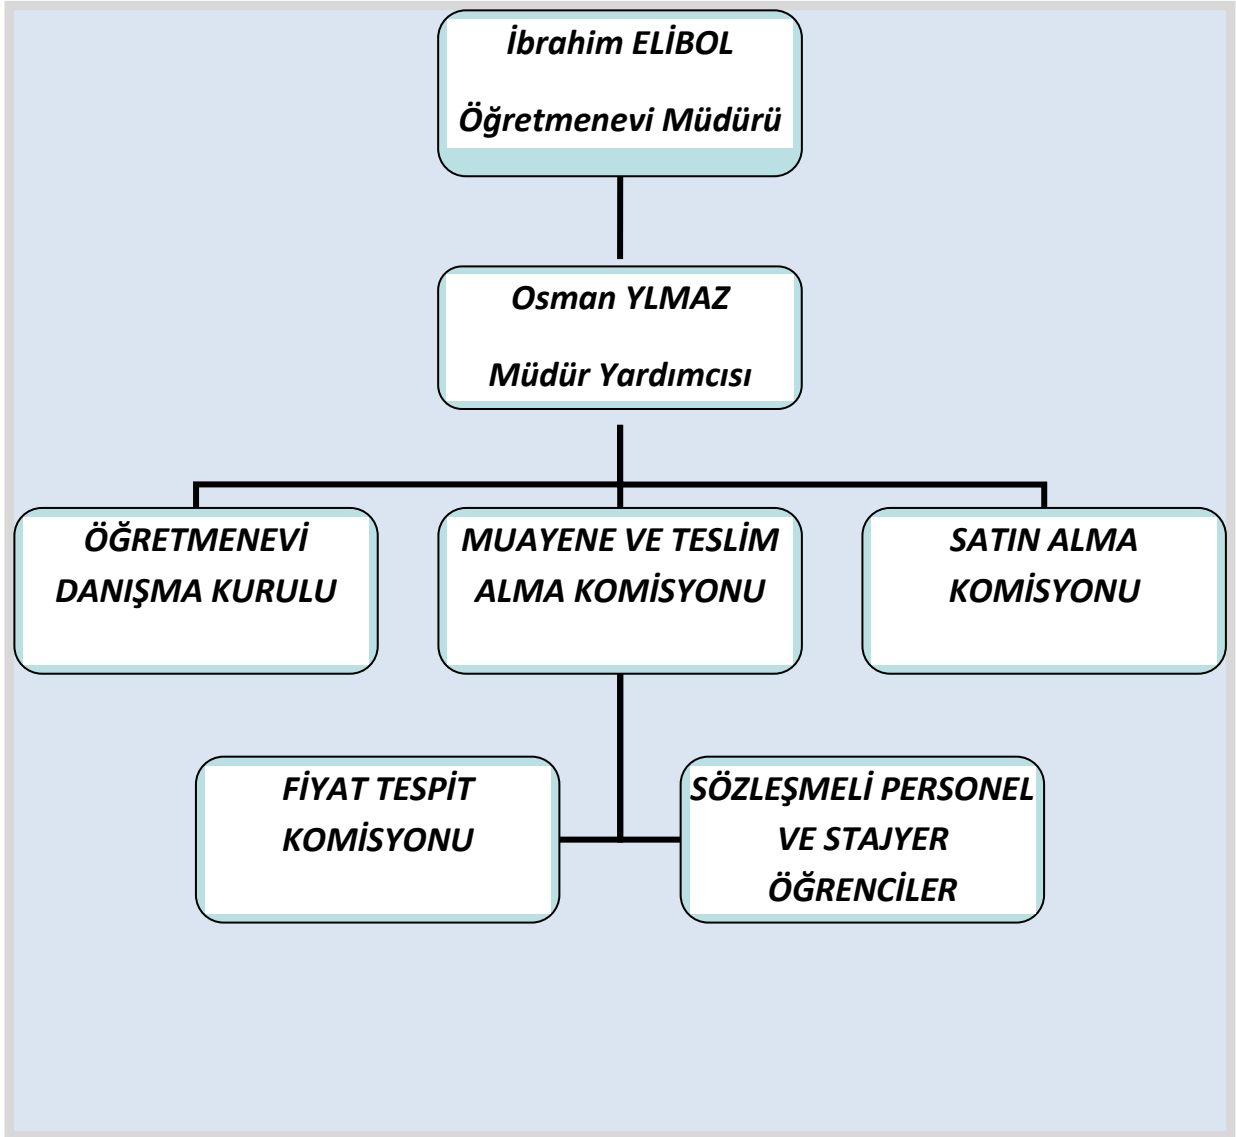 İbrahim ELİBOL
Öğretmenevi Müdürü
Osman YLMAZ
Müdür Yardımcısı
ÖĞRETMENEVİ
DANIŞMA KURULU
MUAYENE VE TESLİM
ALMA KOMİSYONU
SATIN ALMA
KOMİSYONU
FİYAT TESPİT
KOMİSYONU
SÖZLEŞMELİ PERSONEL
VE STAJYER
ÖĞRENCİLER